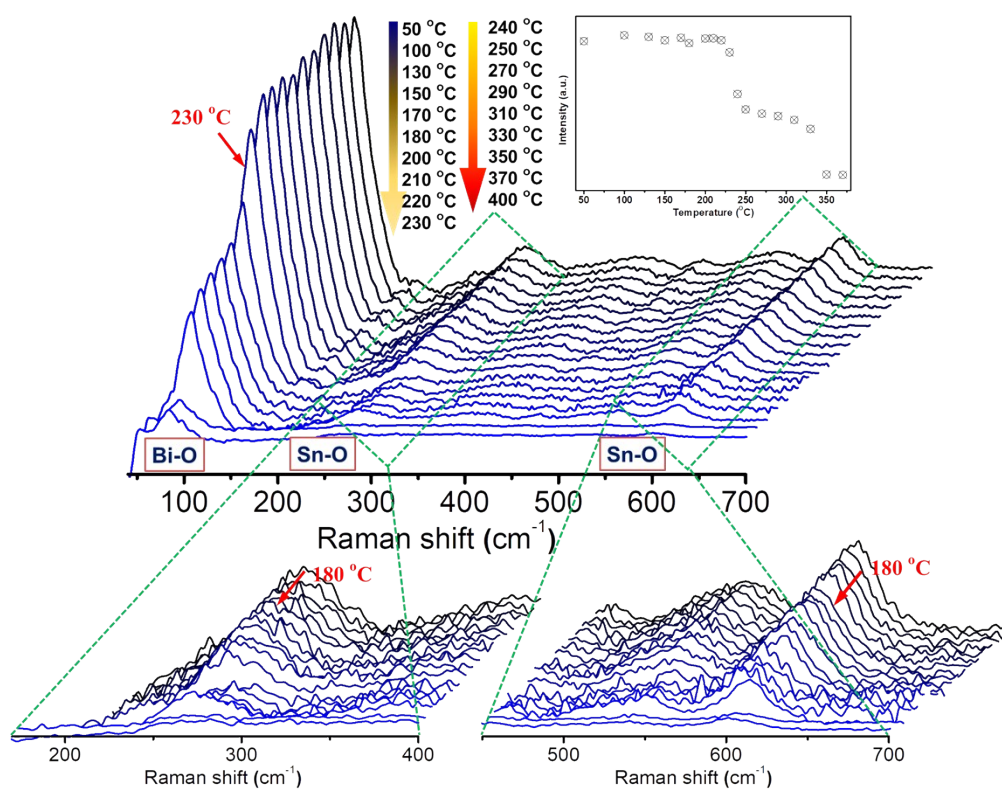 50 °C
100 °C
130 °C
150 °C
170 °C
180 °C
200 °C
210 °C
220 °C
230 °C
240 °C
250 °C
270 °C
290 °C
310 °C
330 °C
350 °C
370 °C
400 °C
Intensity (a.u.)
50 100 150 200 250 300 350
Temperature (°C)
230 °C
Bi-O
Sn-O
Sn-O
100 200 300 400 500 600 700
Raman shift (cm-1)
180 °C
180 °C
200 300 400
Raman shift (cm-1)
500 600 700
Raman shift (cm-1)